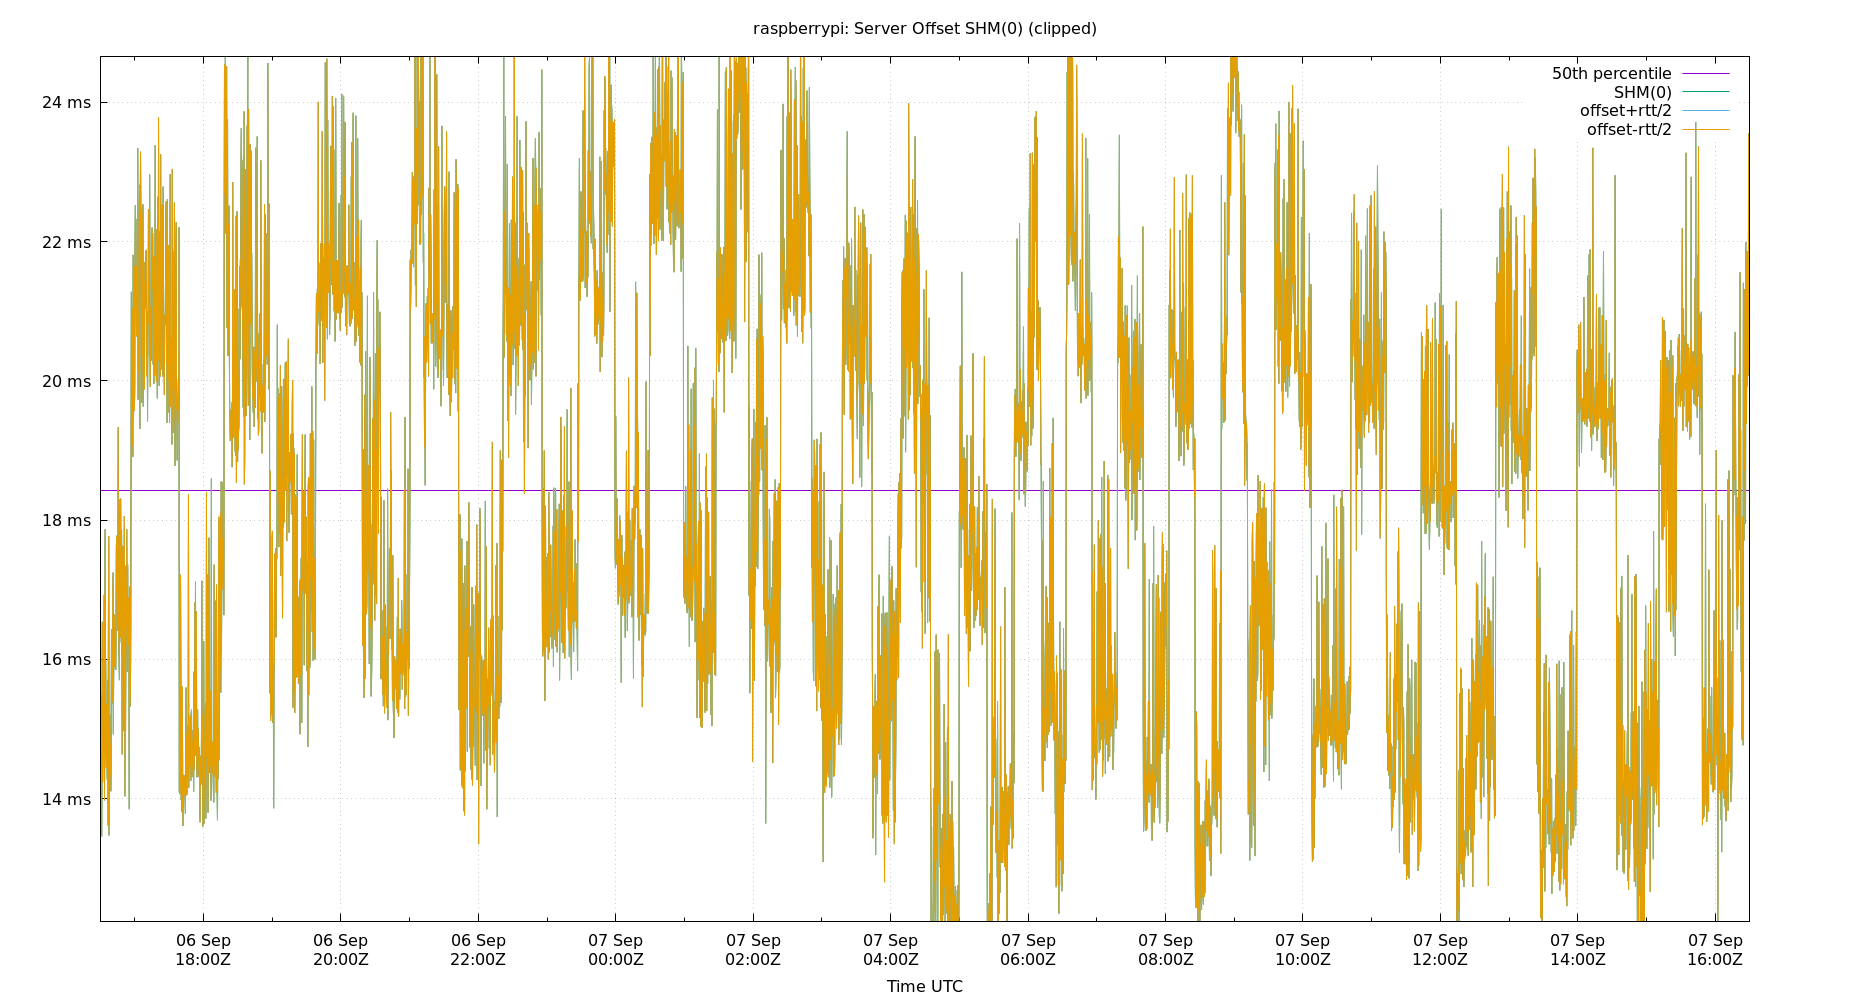 raspberrypi: Server Offset SHM(0) (clipped)
50th percentile
SHM(0)
offset+rtt/2
offset-rtt/2
24 ms
22 ms
20 ms
18 ms
16 ms
14 ms
06 Sep 06 Sep 06 Sep 07 Sep 07 Sep 07 Sep 07 Sep 07 Sep 07 Sep 07 Sep 07 Sep 07 Sep
18:00Z 20:00Z 22:00Z 00:00Z 02:00Z 04:00Z 06:00Z 08:00Z 10:00Z 12:00Z 14:00Z 16:00Z
Time UTC